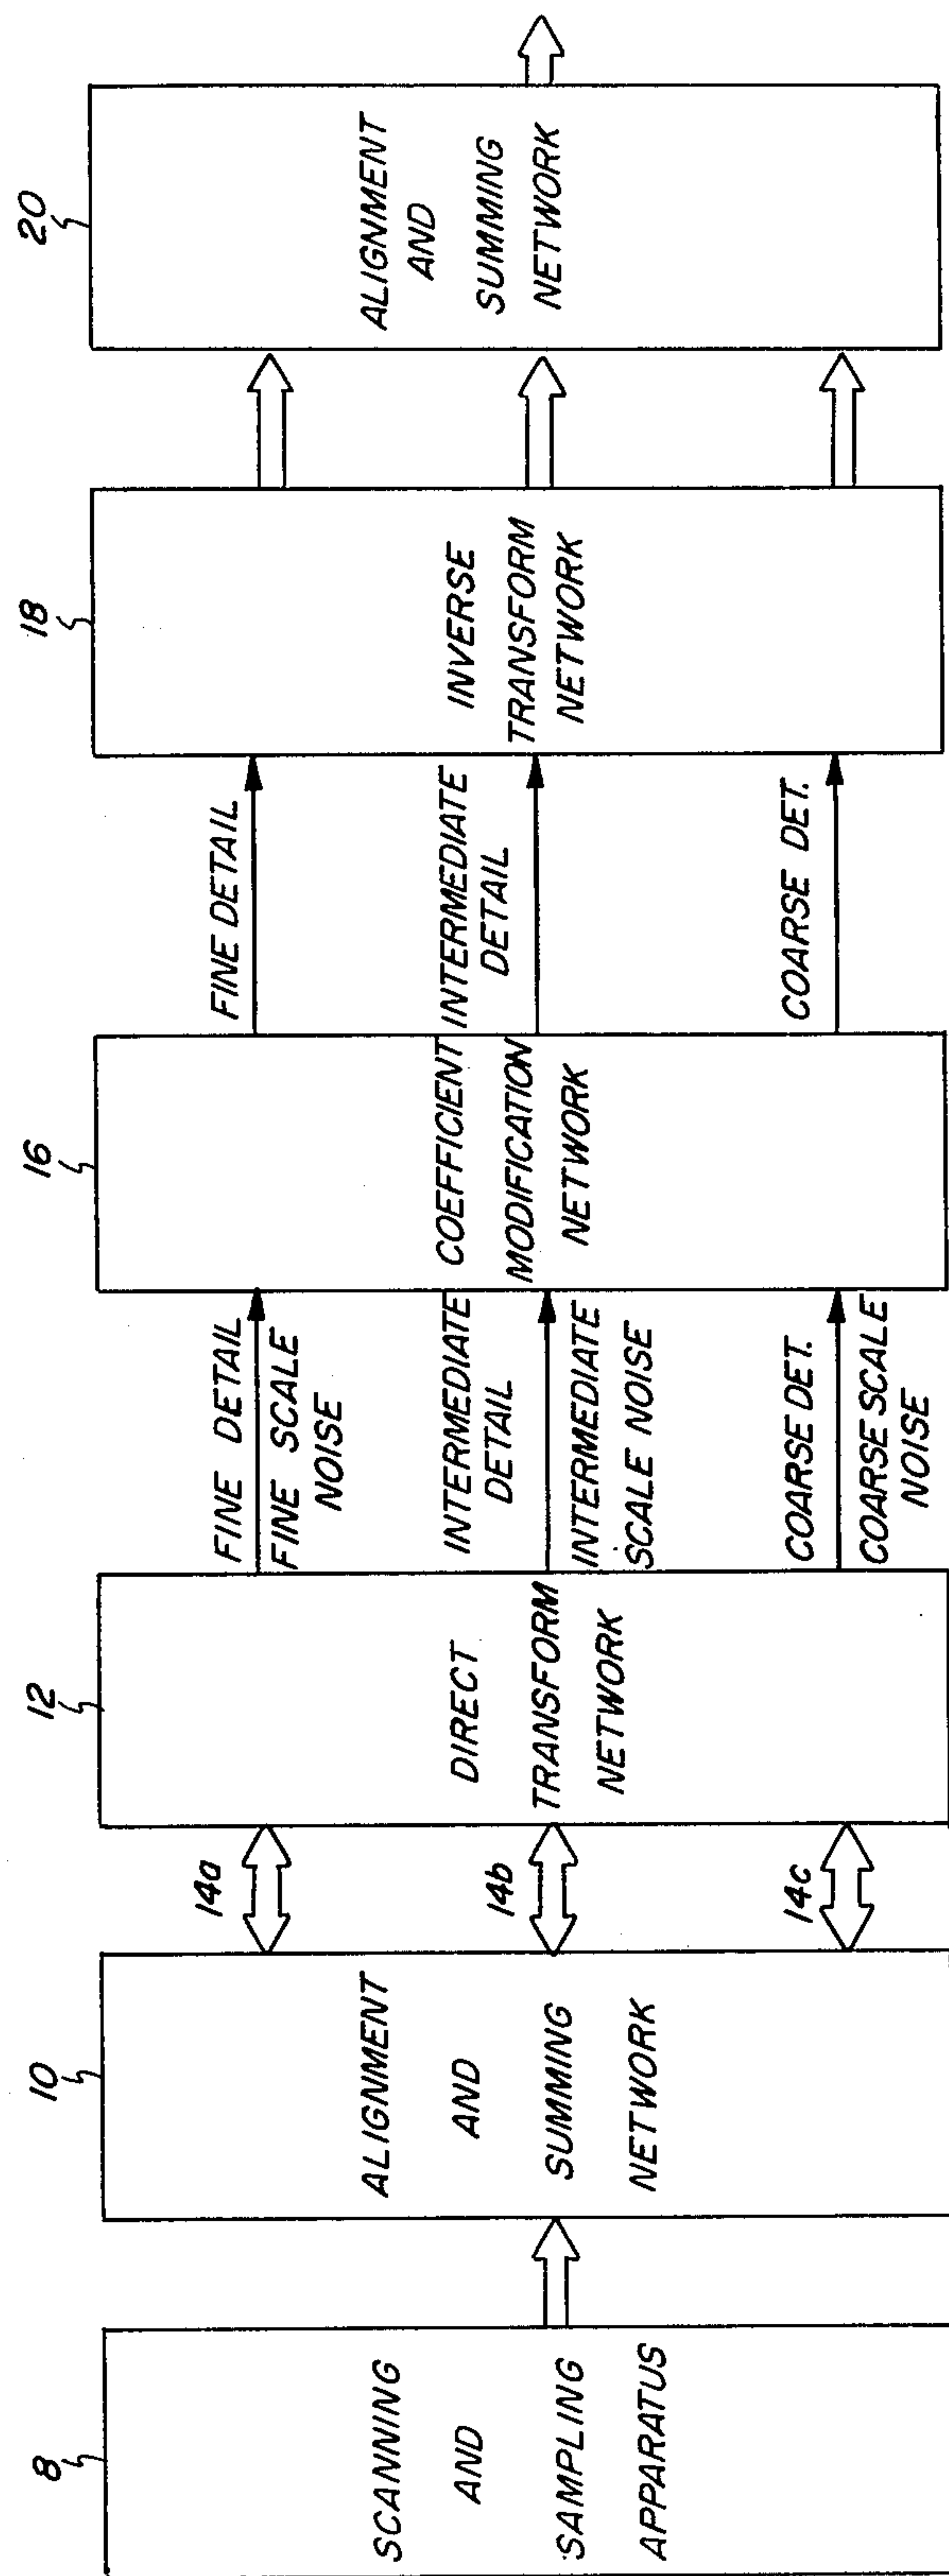 8
SCANNING
AND
SAMPLING
APPARATUS
10
ALIGNMENT
AND
SUMMING
NETWORK
14a
14b
14c
12
DIRECT
TRANSFORM
NETWORK
FINE DETAIL
FINE SCALE
NOISE
INTERMEDIATE
DETAIL
INTERMEDIATE
SCALE NOISE
COARSE DET.
COARSE SCALE
NOISE
16
COEFFICIENT
MODIFICATION
NETWORK
FINE DETAIL
INTERMEDIATE
DETAIL
COARSE DET.
18
INVERSE
TRANSFORM
NETWORK
20
ALIGNMENT
AND
SUMMING
NETWORK